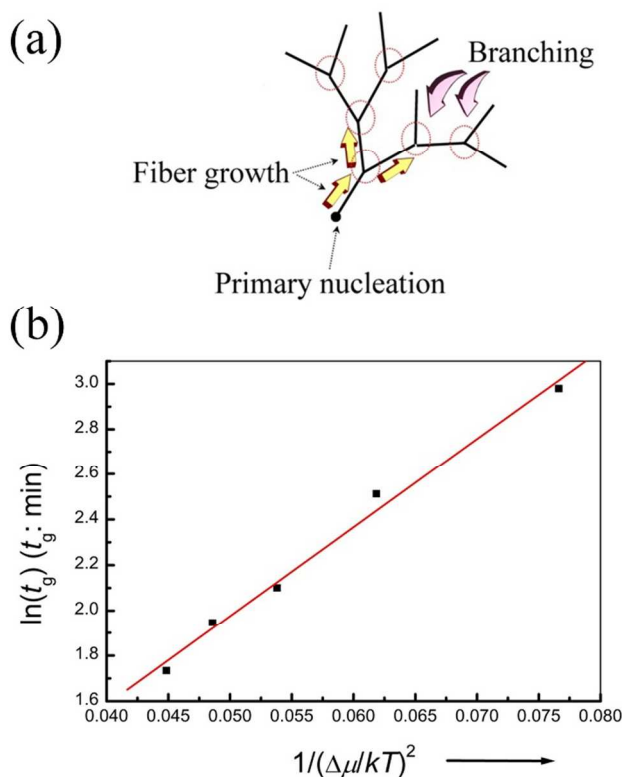 (a)
Branching
Fiber growth
Primary nucleation
(b)
3.0
2.8
2.6
2.4
2.2
2.0
1.8
1.6
ln(t_g) (t_g: min)
0.040 0.045 0.050 0.055 0.060 0.065 0.070 0.075 0.080
1/(Δμ/kT)²